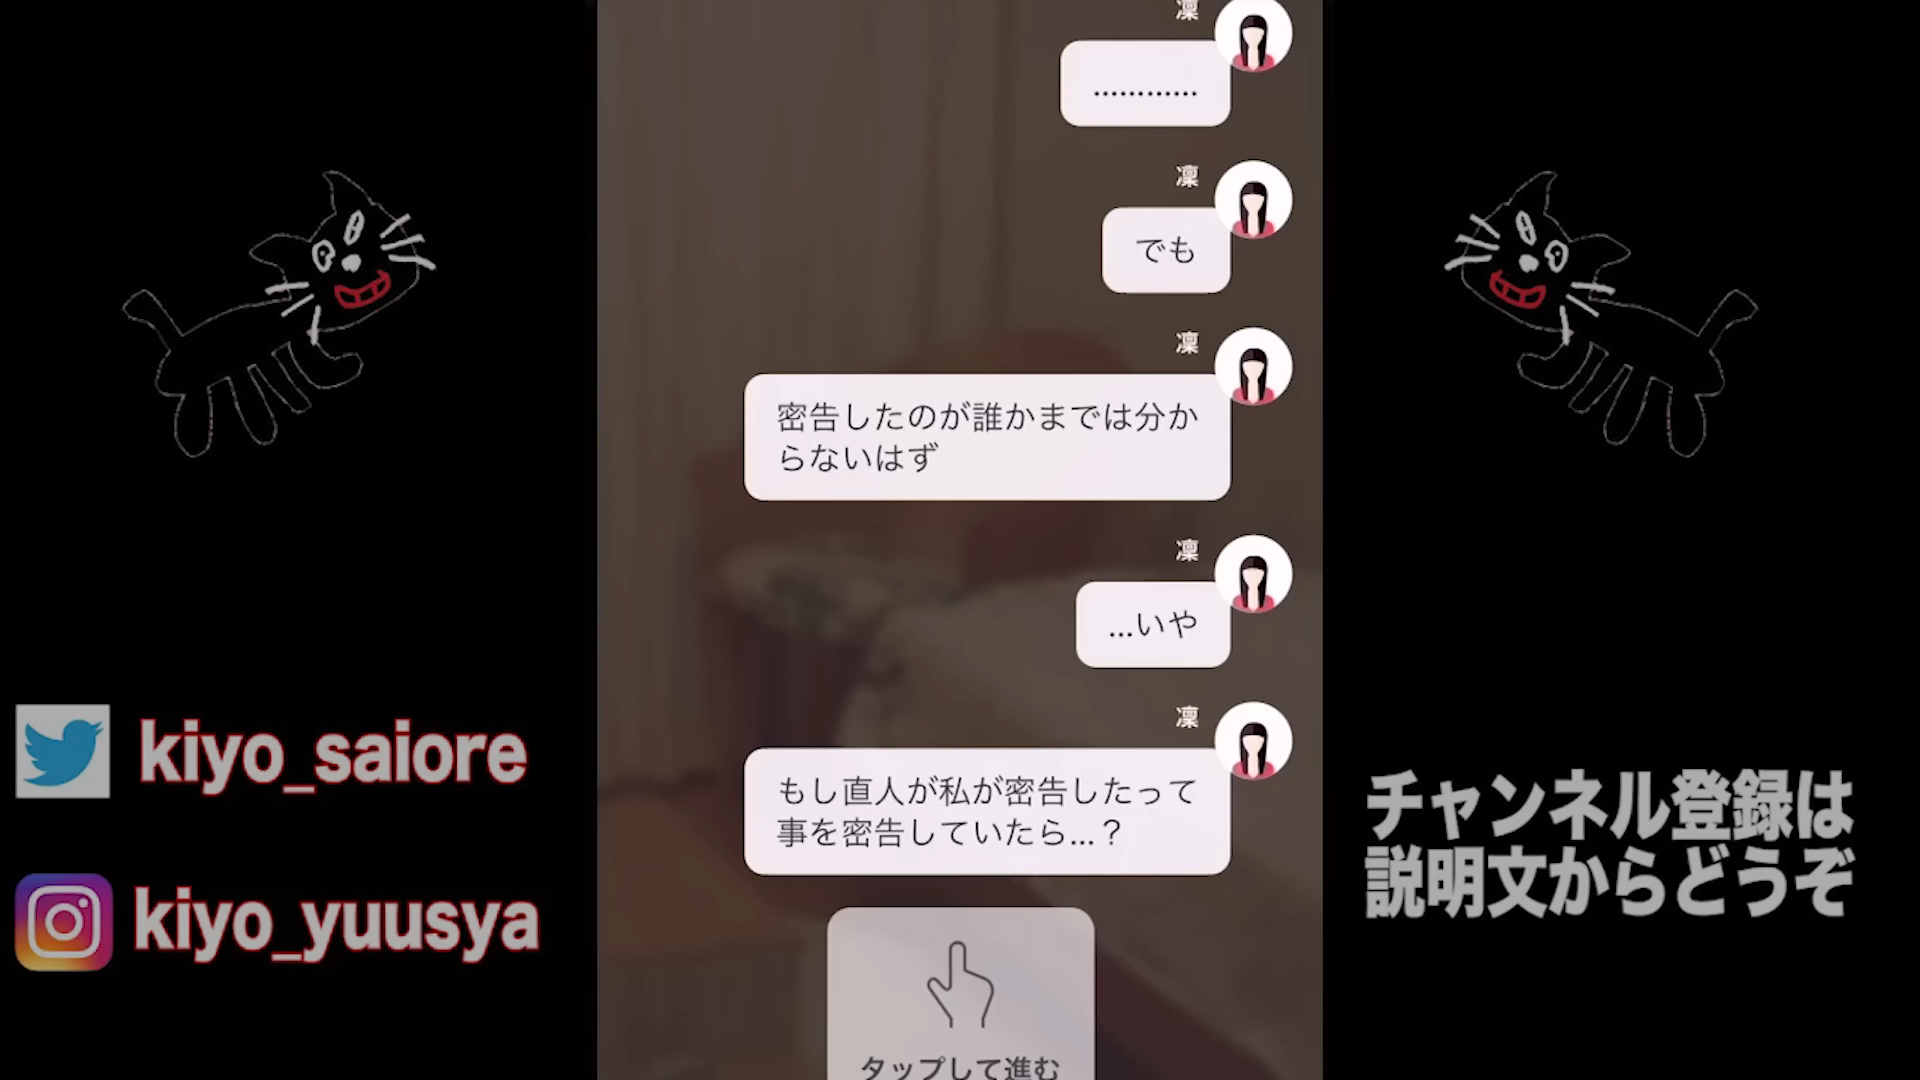 凜
…………
凜
でも
凜
密告したのが誰かまでは分か
らないはず
凜
…いや
凜
もし直人が私が密告したって
事を密告していたら…？
タップして進む
kiyo_saiore
kiyo_yuusya
チャンネル登録は
説明文からどうぞ